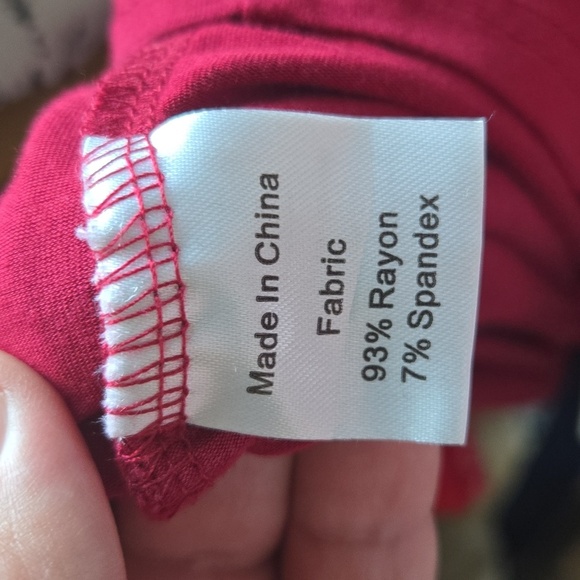 Made In China
Fabric
93% Rayon
7% Spandex